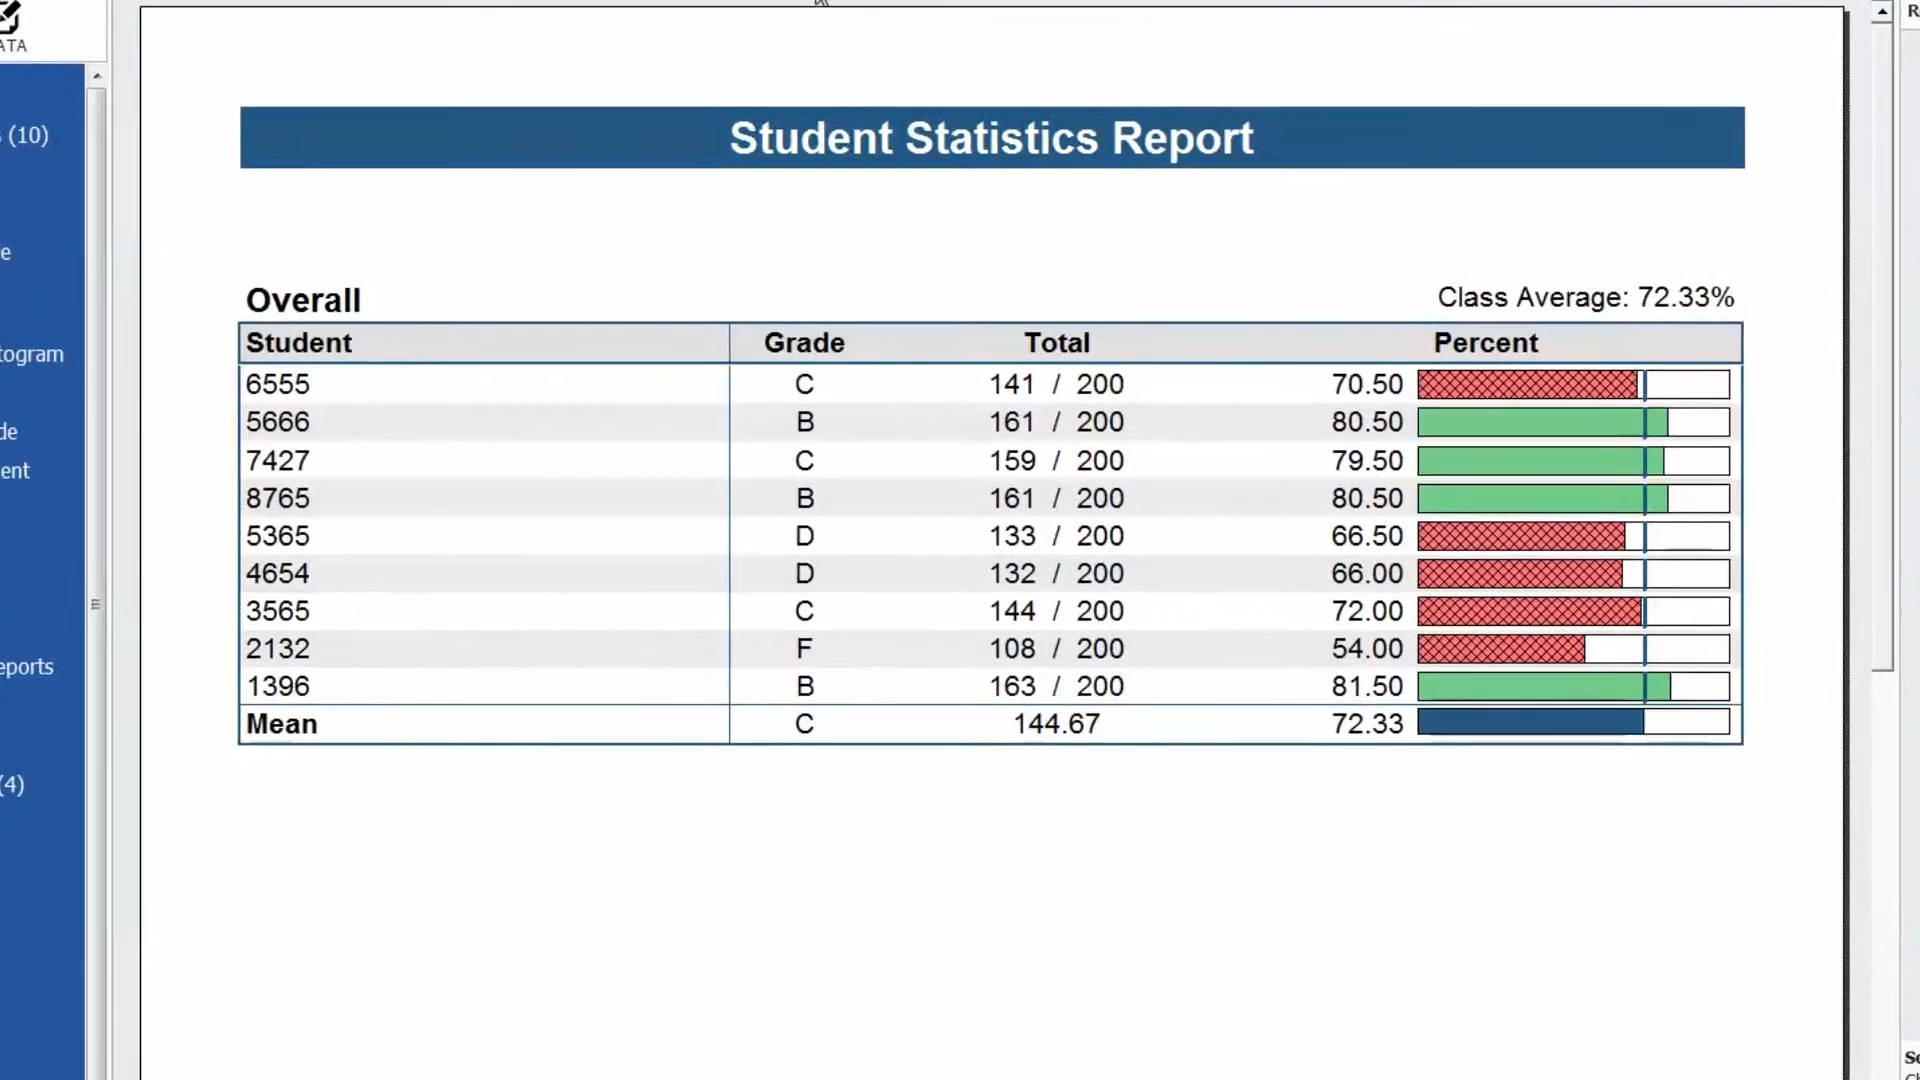 ATA
(10)
e
togram
de
ent
eports
(4)
Student Statistics Report
Overall
Class Average: 72.33%
Student Grade Total Percent
6555 C 141 / 200 70.50
5666 B 161 / 200 80.50
7427 C 159 / 200 79.50
8765 B 161 / 200 80.50
5365 D 133 / 200 66.50
4654 D 132 / 200 66.00
3565 C 144 / 200 72.00
2132 F 108 / 200 54.00
1396 B 163 / 200 81.50
Mean C 144.67 72.33